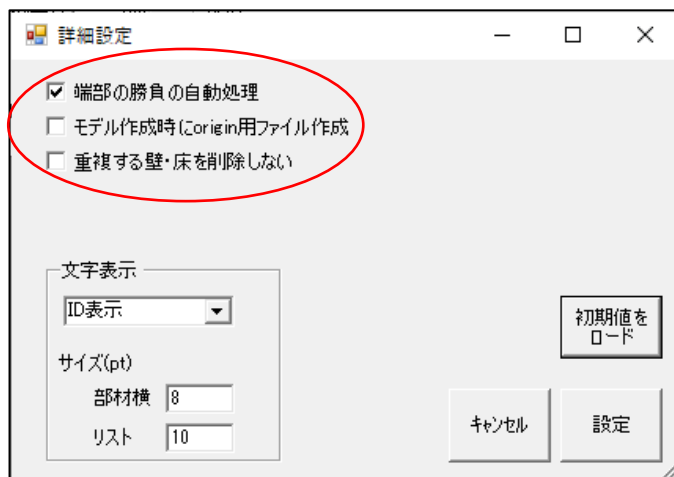 詳細設定
端部の勝負の自動処理
モデル作成時にorigin用ファイル作成
重複する壁・床を削除しない
文字表示
ID表示
サイズ(pt)
部材横 8
リスト 10
初期値を
ロード
キャンセル
設定